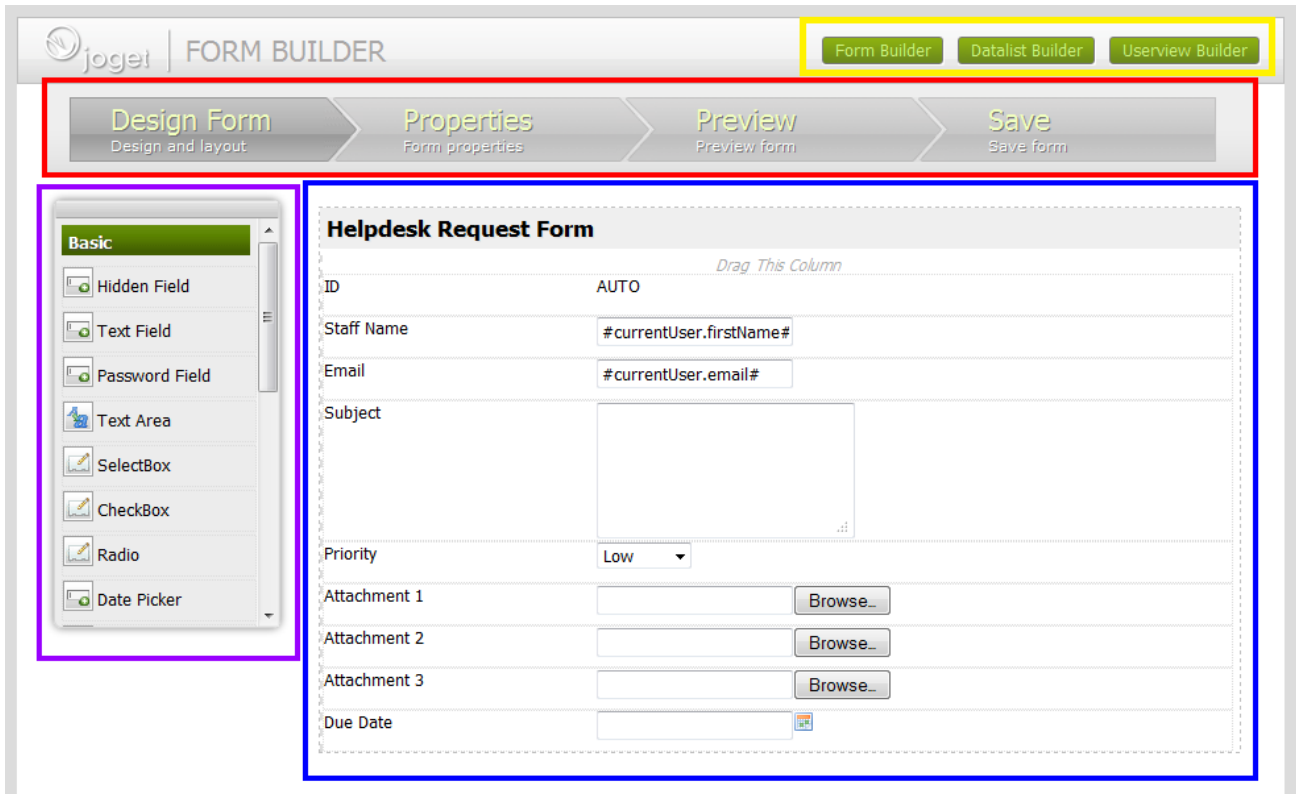 joget FORM BUILDER
Form Builder Datalist Builder Userview Builder
Design Form Properties Preview Save
Design and layout Form properties Preview form Save form
Basic
Hidden Field
Text Field
Password Field
Text Area
SelectBox
CheckBox
Radio
Date Picker
Helpdesk Request Form
Drag This Column
ID AUTO
Staff Name #currentUser.firstName#
Email #currentUser.email#
Subject
Priority Low
Attachment 1 Browse...
Attachment 2 Browse...
Attachment 3 Browse...
Due Date